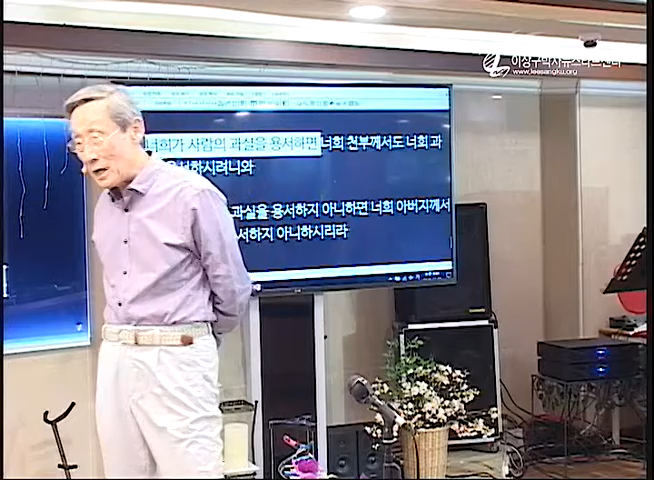 이상구박사뉴스타트센터
www.leesangku.org
너희가 사람의 과실을 용서하면 너희 천부께서도 너희 과
하시려니와
과실을 용서하지 아니하면 너희 아버지께서
서하지 아니하시리라